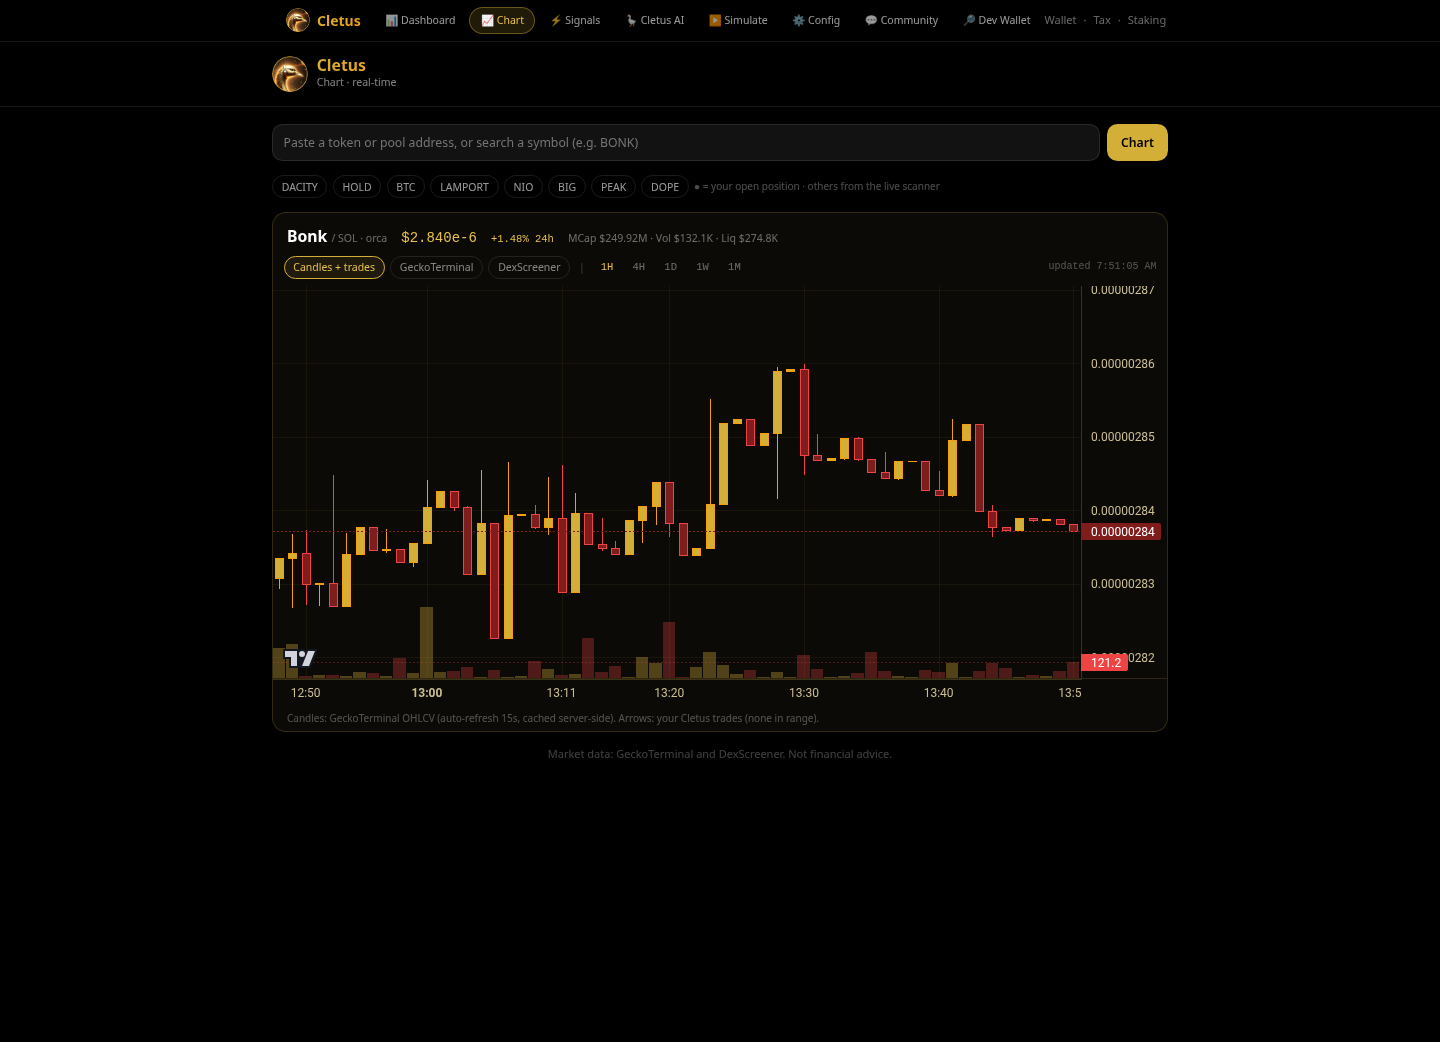 Cletus 📊 Dashboard 📈 Chart ⚡ Signals 🦆 Cletus AI ▶️ Simulate ⚙️ Config 💬 Community 🔎 Dev Wallet Wallet · Tax · Staking
Cletus
Chart · real-time
Paste a token or pool address, or search a symbol (e.g. BONK) Chart
DACITY HOLD BTC LAMPORT NIO BIG PEAK DOPE ● = your open position · others from the live scanner
Bonk / SOL · orca $2.840e-6 +1.48% 24h MCap $249.92M · Vol $132.1K · Liq $274.8K
Candles + trades GeckoTerminal DexScreener | 1H 4H 1D 1W 1M updated 7:51:05 AM
0.00000287
0.00000286
0.00000285
0.00000284
0.00000284
0.00000283
121.2 0282
12:50 13:00 13:11 13:20 13:30 13:40 13:5
Candles: GeckoTerminal OHLCV (auto-refresh 15s, cached server-side). Arrows: your Cletus trades (none in range).
Market data: GeckoTerminal and DexScreener. Not financial advice.